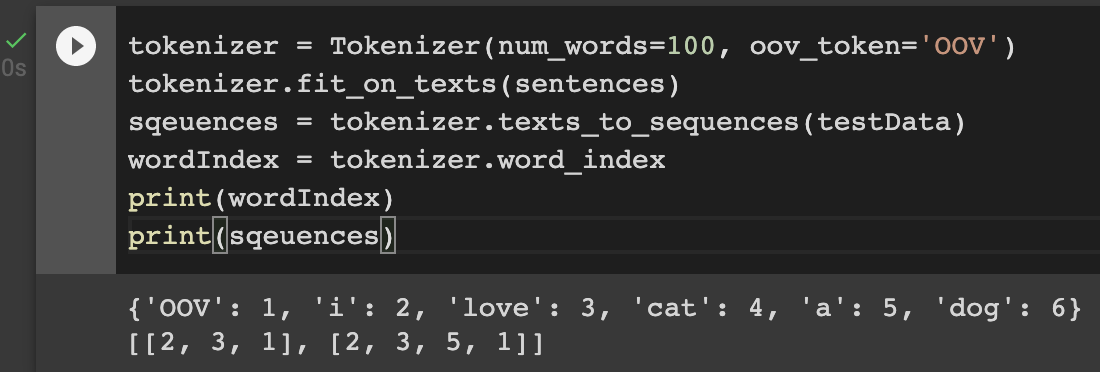 tokenizer = Tokenizer(num_words=100, oov_token='OOV')
0s
tokenizer.fit_on_texts(sentences)
sqeuences = tokenizer.texts_to_sequences(testData)
wordIndex = tokenizer.word_index
print(wordIndex)
print(sqeuences)
{'OOV': 1, 'i': 2, 'love': 3, 'cat': 4, 'a': 5, 'dog': 6}
[[2, 3, 1], [2, 3, 5, 1]]